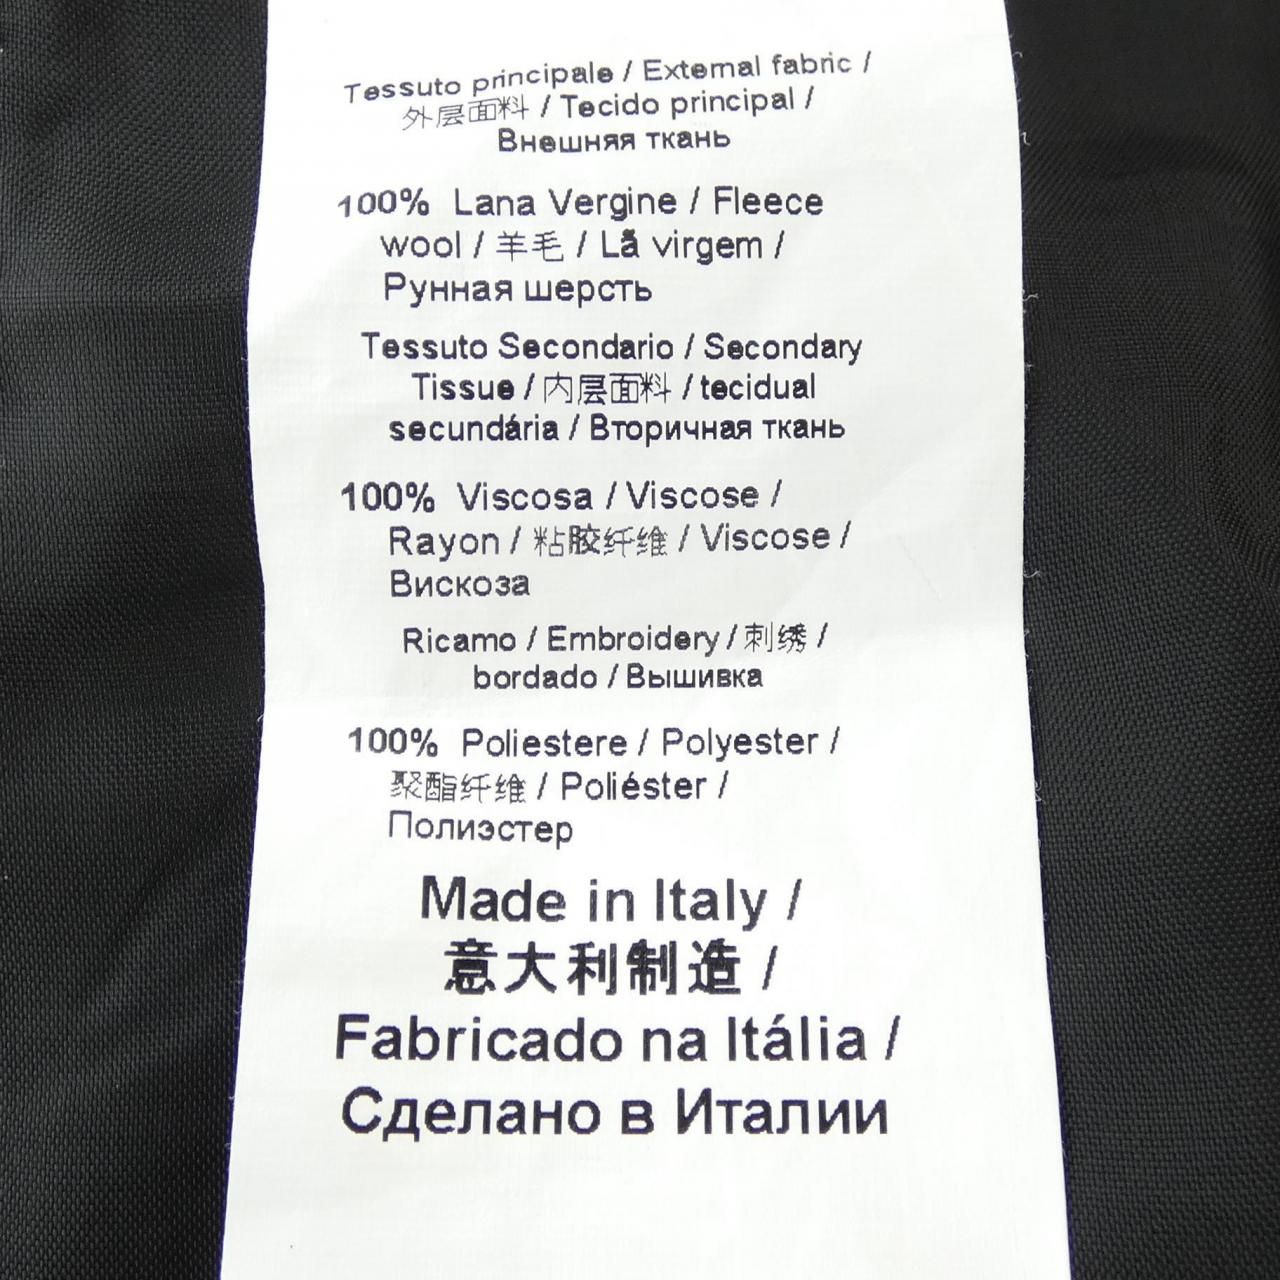 Tessuto principale / External fabric /
外层面料 / Tecido principal /
Внешняя ткань
100% Lana Vergine / Fleece
wool / 羊毛 / Lã virgem /
Рунная шерсть
Tessuto Secondario / Secondary
Tissue / 内层面料 / tecidual
secundária / Вторичная ткань
100% Viscosa / Viscose /
Rayon / 粘胶纤维 / Viscose /
Вискоза
Ricamo / Embroidery / 刺绣 /
bordado / Вышивка
100% Poliestere / Polyester /
聚酯纤维 / Poliéster /
Полиэстер
Made in Italy /
意大利制造 /
Fabricado na Itália /
Сделано в Италии